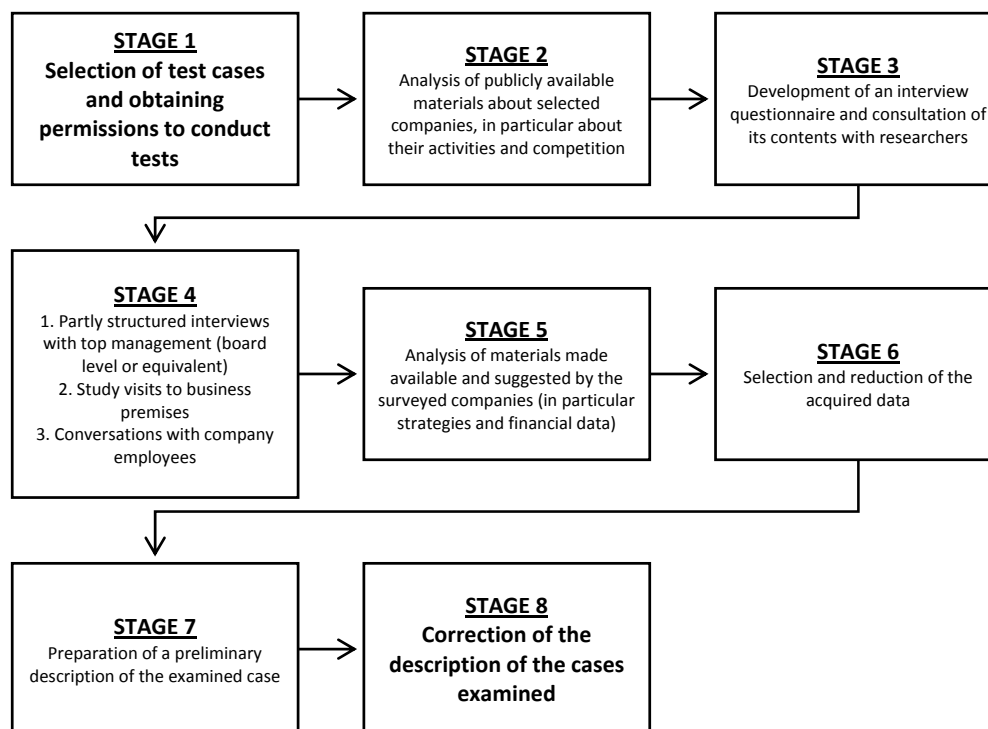 STAGE 1
Selection of test cases
and obtaining
permissions to conduct
tests
STAGE 2
Analysis of publicly available
materials about selected
companies, in particular about
their activities and competition
STAGE 3
Development of an interview
questionnaire and consultation of
its contents with researchers
STAGE 4
1. Partly structured interviews
with top management (board
level or equivalent)
2. Study visits to business
premises
3. Conversations with company
employees
STAGE 5
Analysis of materials made
available and suggested by the
surveyed companies (in particular
strategies and financial data)
STAGE 6
Selection and reduction of the
acquired data
STAGE 7
Preparation of a preliminary
description of the examined case
STAGE 8
Correction of the
description of the cases
examined